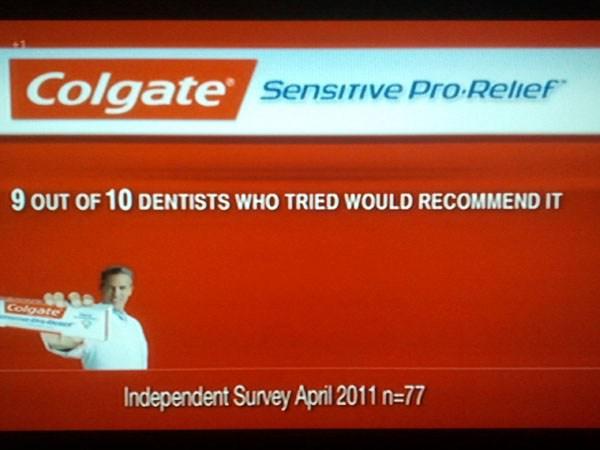 +1
Colgate® Sensitive Pro-Relief™
9 OUT OF 10 DENTISTS WHO TRIED WOULD RECOMMEND IT
Colgate
Independent Survey April 2011 n=77